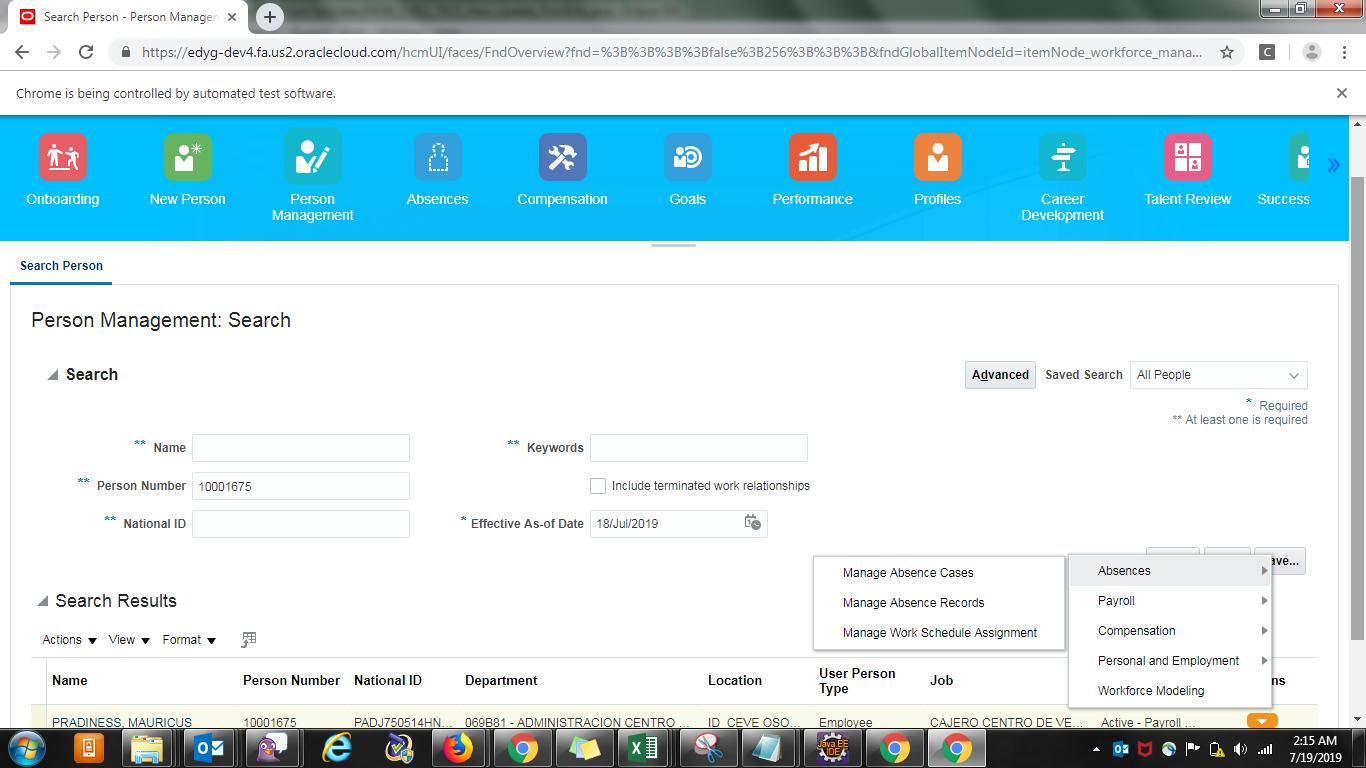 Search Person - Person Managen
https://edyg-dev4.fa.us2.oraclecloud.com/hcmUI/faces/FndOverview?fnd=%3B%3B%3B%3Bfalse%3B256%3B%3B%3B&fndGlobalItemNodeId=itemNode_workforce_mana...
C
Chrome is being controlled by automated test software.
Onboarding
New Person
Person Management
Absences
Compensation
Goals
Performance
Profiles
Career Development
Talent Review
Success
Search Person
Person Management: Search
Search
Advanced
Saved Search All People
* Required
** At least one is required
** Name
** Keywords
** Person Number 10001675
Include terminated work relationships
** National ID
* Effective As-of Date 18/Jul/2019
ave...
Manage Absence Cases
Manage Absence Records
Manage Work Schedule Assignment
Absences
Payroll
Compensation
Personal and Employment
Workforce Modeling
Search Results
Actions View Format
Name Person Number National ID Department Location User Person Type Job ns
PRADINESS, MAURICUS 10001675 PADJ750514HN... 069B81 - ADMINISTRACION CENTRO ... ID_CEVE OSO... Employee CAJERO CENTRO DE VE... Active - Payroll ...
Java EE
IDE
2:15 AM
7/19/2019